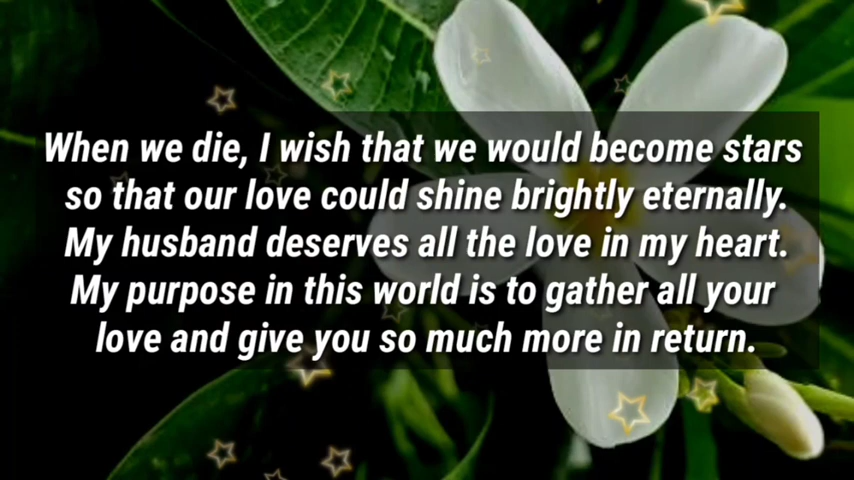 When we die, I wish that we would become stars
so that our love could shine brightly eternally.
My husband deserves all the love in my heart.
My purpose in this world is to gather all your
love and give you so much more in return.